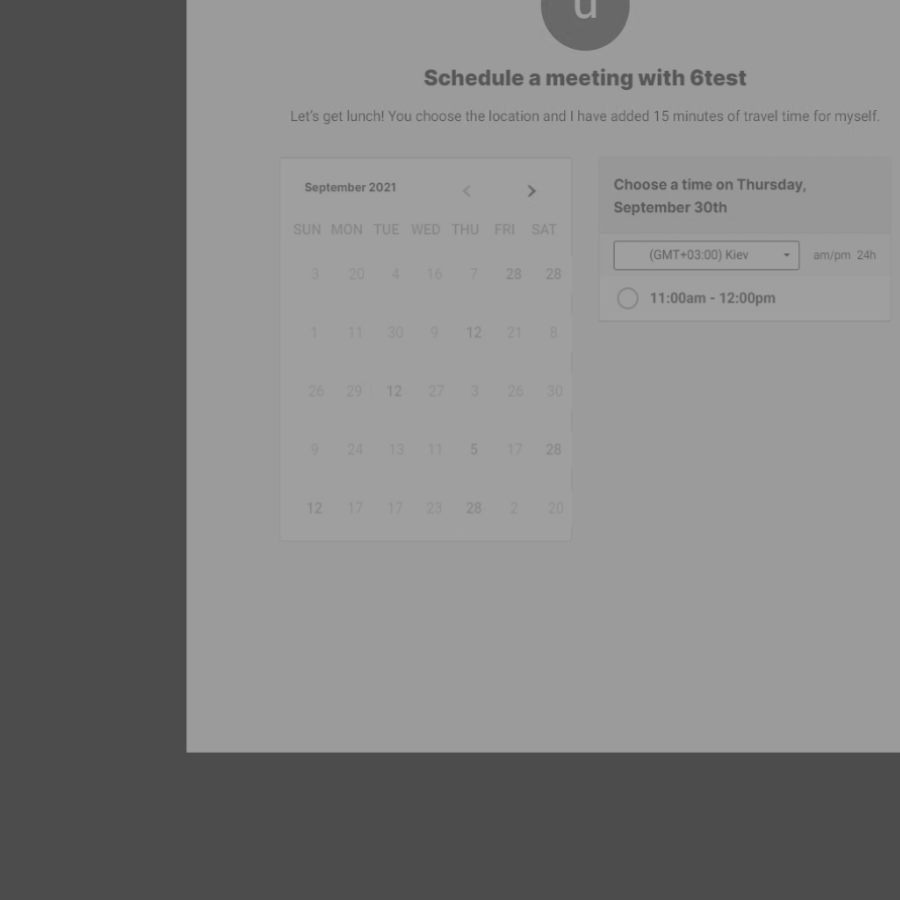 u
Schedule a meeting with 6test
Let's get lunch! You choose the location and I have added 15 minutes of travel time for myself.
September 2021
SUN MON TUE WED THU FRI SAT
3 20 4 16 7 28 28
1 11 30 9 12 21 8
26 29 12 27 3 26 30
9 24 13 11 5 17 28
12 17 17 23 28 2 20
Choose a time on Thursday,
September 30th
(GMT+03:00) Kiev am/pm 24h
11:00am - 12:00pm